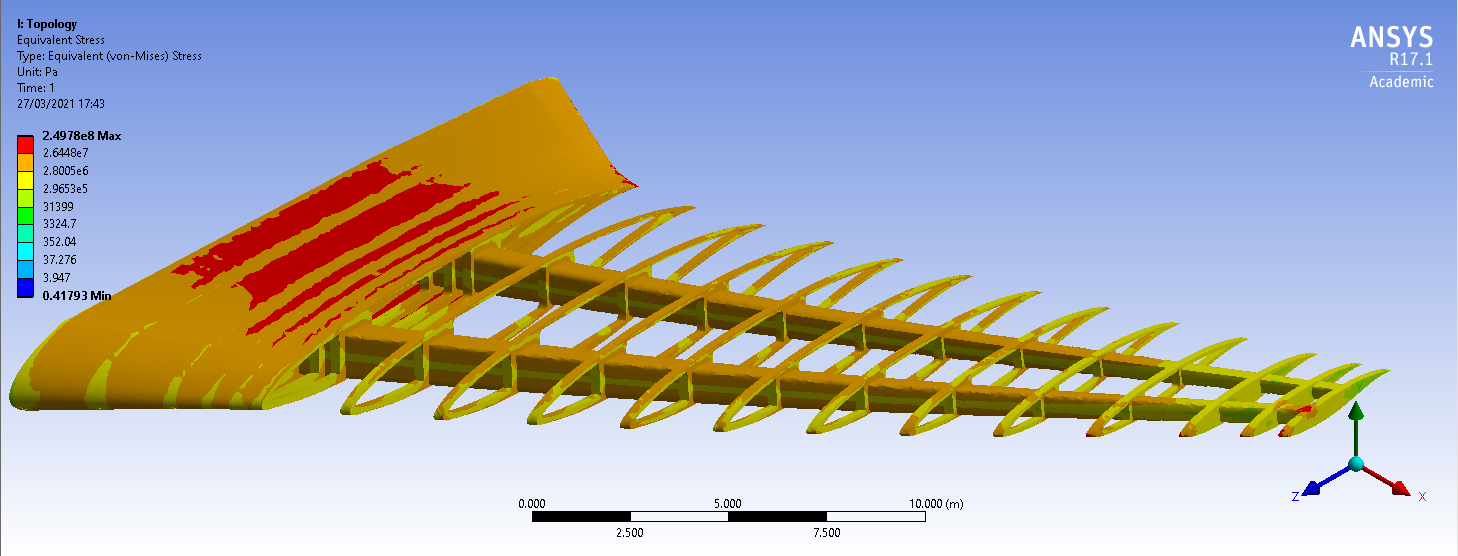 I: Topology
Equivalent Stress
Type: Equivalent (von-Mises) Stress
Unit: Pa
Time: 1
27/03/2021 17:43
2.4978e8 Max
2.6448e7
2.8005e6
2.9653e5
31399
3324.7
352.04
37.276
3.947
0.41793 Min
ANSYS
R17.1
Academic
0.000 5.000 10.000 (m)
2.500 7.500
Z X